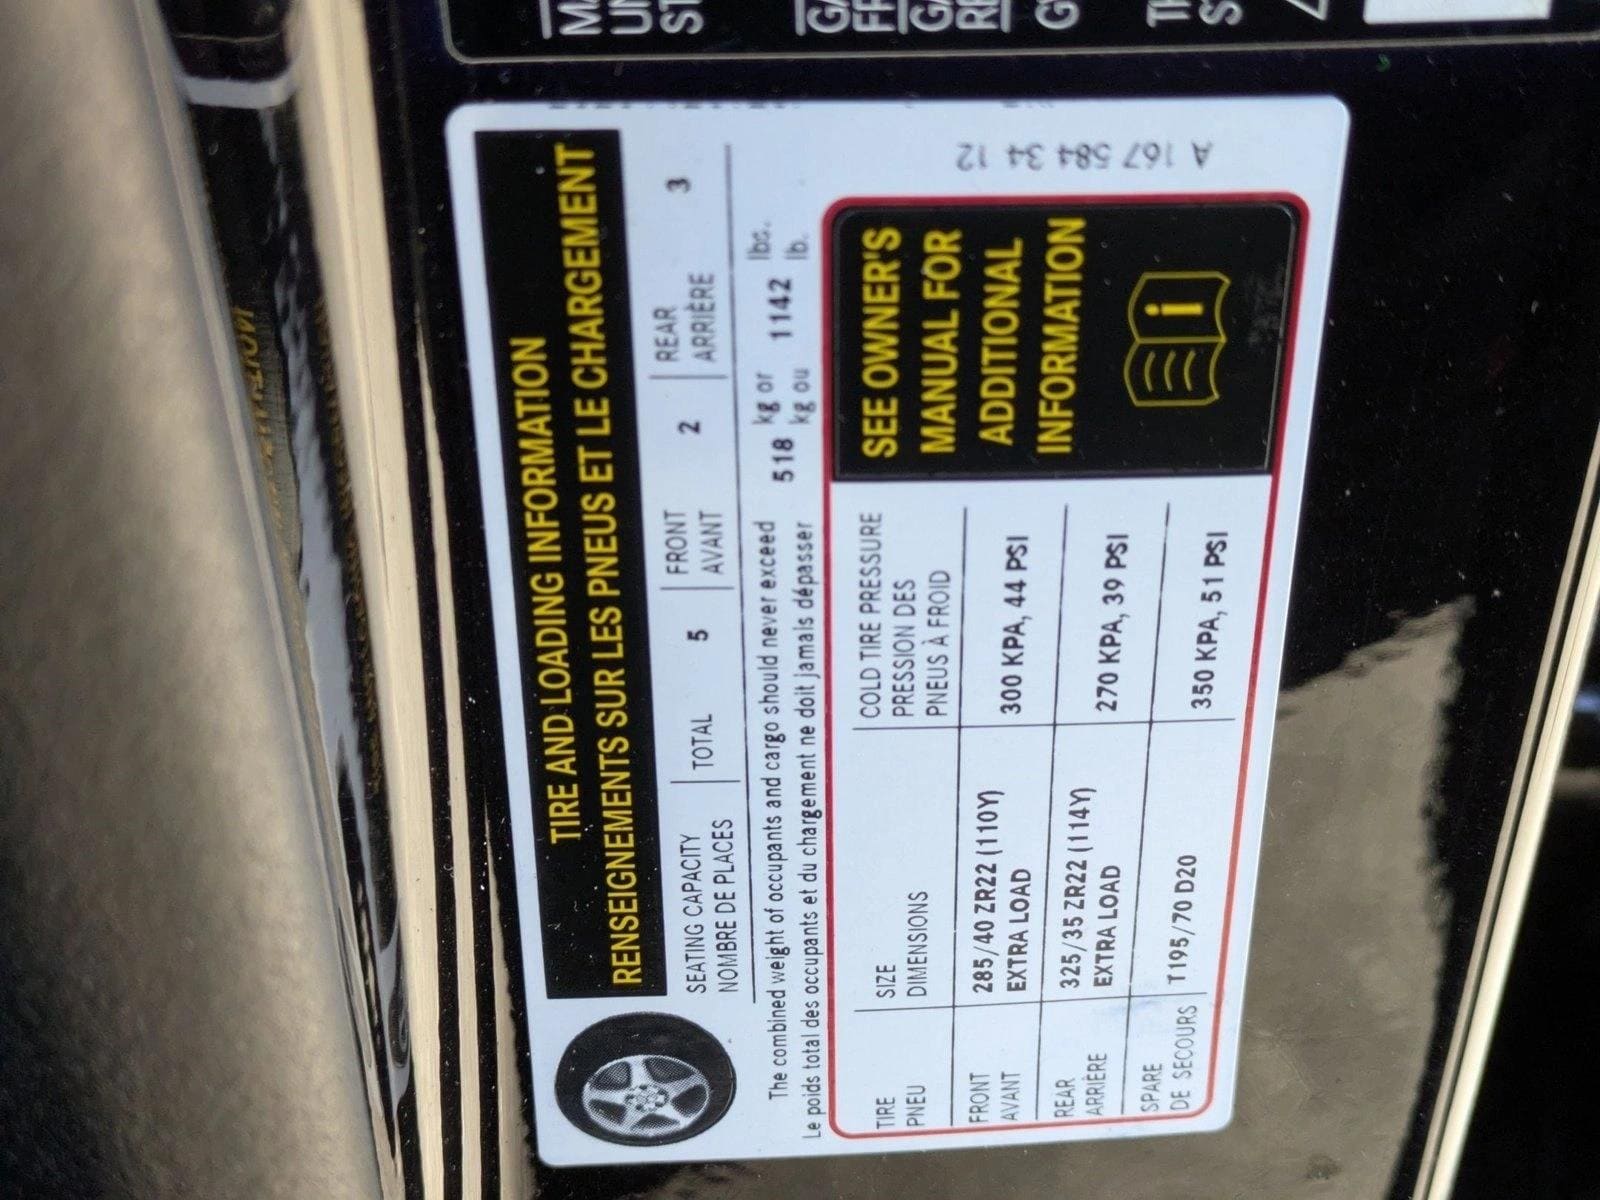 TIRE AND LOADING INFORMATION
RENSEIGNEMENTS SUR LES PNEUS ET LE CHARGEMENT
SEATING CAPACITY
NOMBRE DE PLACES
TOTAL 5
FRONT
AVANT
2
REAR
ARRIÈRE
3
The combined weight of occupants and cargo should never exceed 518 kg or 1142 lbs.
Le poids total des occupants et du chargement ne doit jamais dépasser kg ou lb.
TIRE
PNEU
SIZE
DIMENSIONS
COLD TIRE PRESSURE
PRESSION DES
PNEUS À FROID
FRONT
AVANT
285/40 ZR22 (110Y)
EXTRA LOAD
300 KPA, 44 PSI
REAR
ARRIÈRE
325/35 ZR22 (114Y)
EXTRA LOAD
270 KPA, 39 PSI
SPARE
DE SECOURS
T195/70 D20
350 KPA, 51 PSI
SEE OWNER'S
MANUAL FOR
ADDITIONAL
INFORMATION
i
A 167 584 34 12